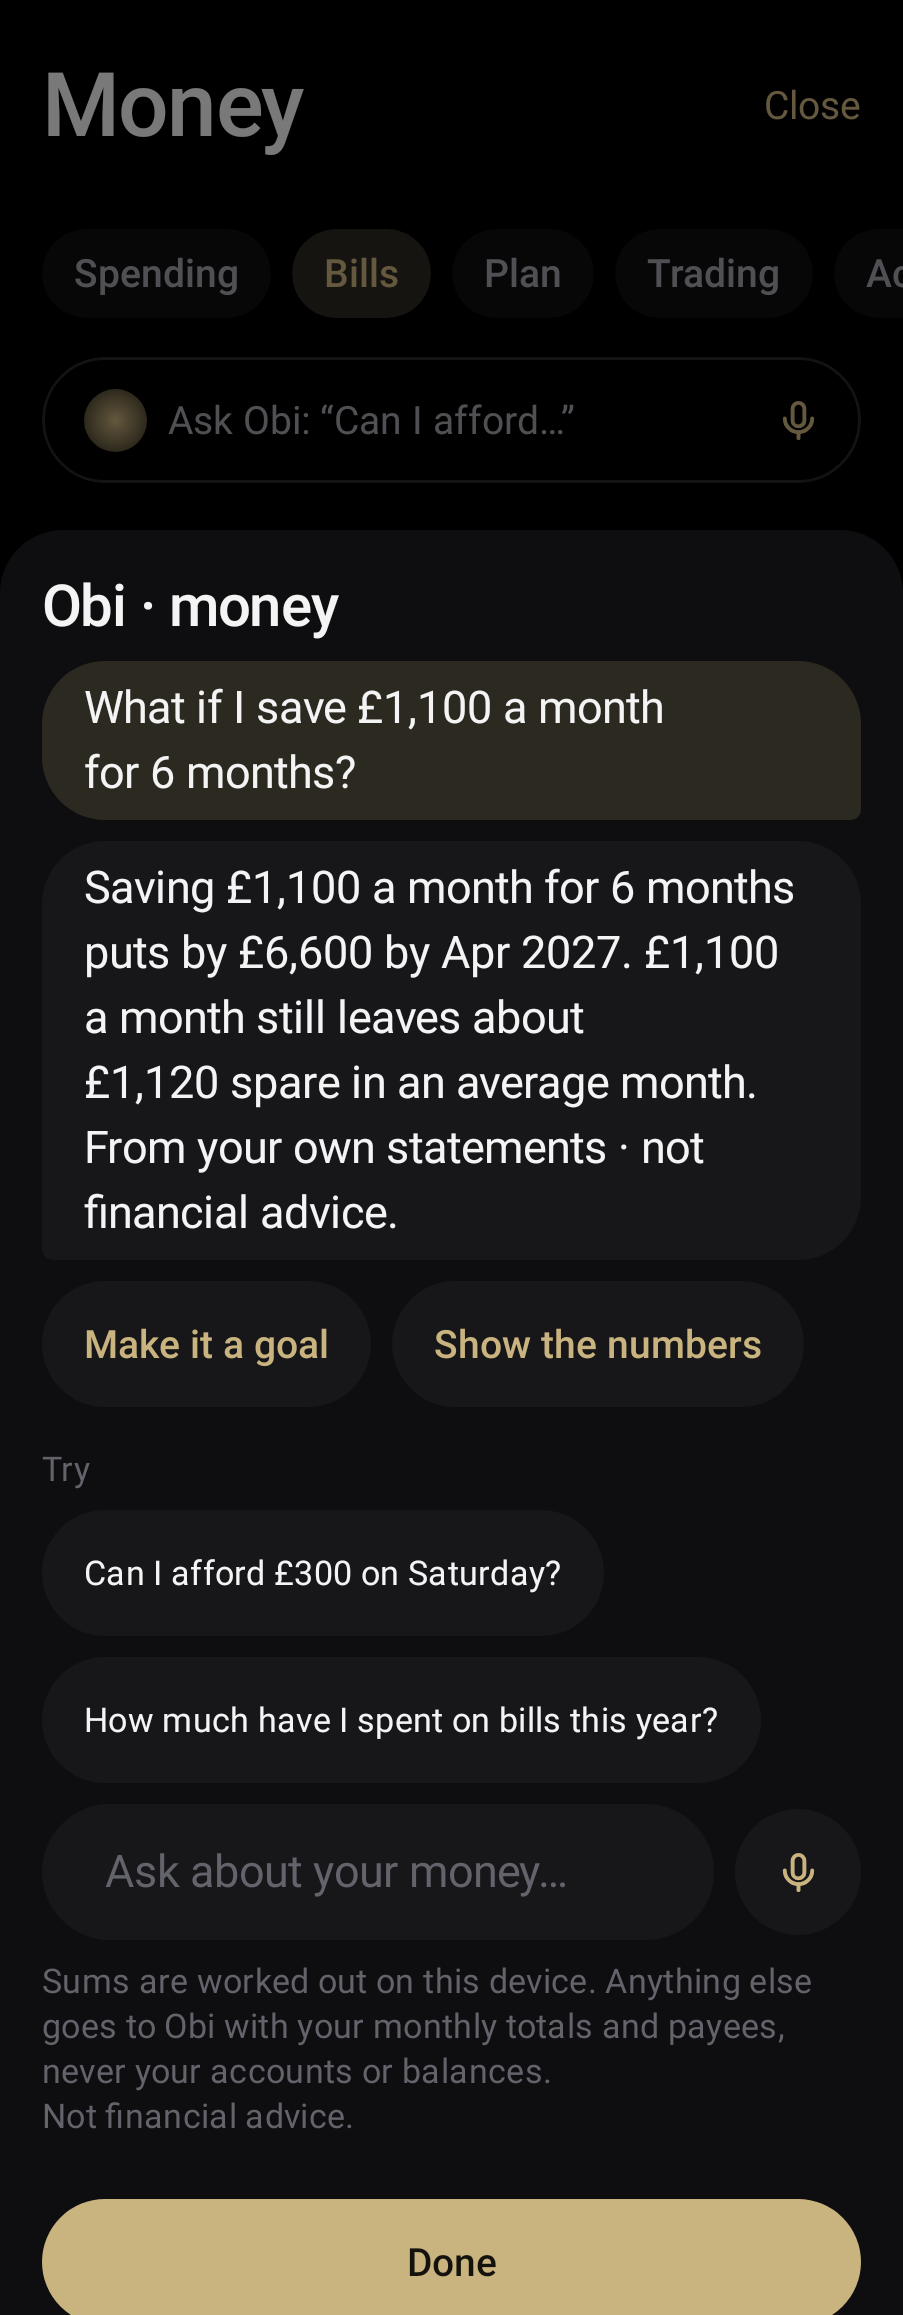 Money
Close
Spending
Bills
Plan
Trading
Ac
Ask Obi: “Can I afford…”
Obi · money
What if I save £1,100 a month
for 6 months?
Saving £1,100 a month for 6 months
puts by £6,600 by Apr 2027. £1,100
a month still leaves about
£1,120 spare in an average month.
From your own statements · not
financial advice.
Make it a goal
Show the numbers
Try
Can I afford £300 on Saturday?
How much have I spent on bills this year?
Ask about your money…
Sums are worked out on this device. Anything else
goes to Obi with your monthly totals and payees,
never your accounts or balances.
Not financial advice.
Done